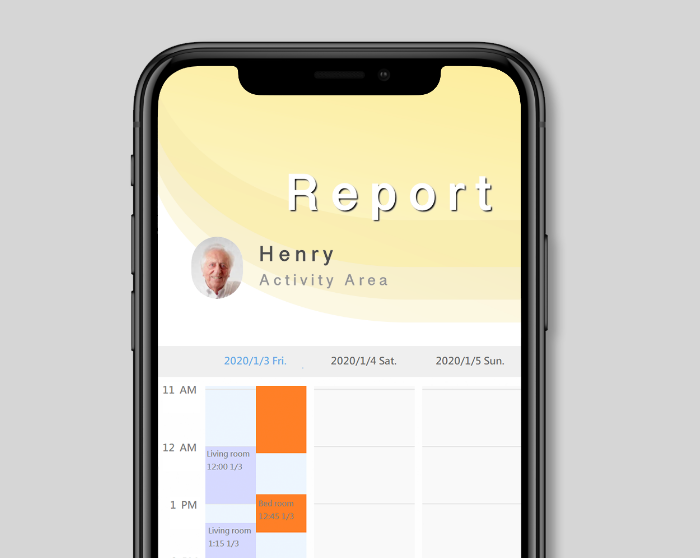 Report
Henry
Activity Area
2020/1/3 Fri.
2020/1/4 Sat.
2020/1/5 Sun.
11 AM
12 AM
Living room
12:00 1/3
1 PM
Bed room
12:45 1/3
Living room
1:15 1/3